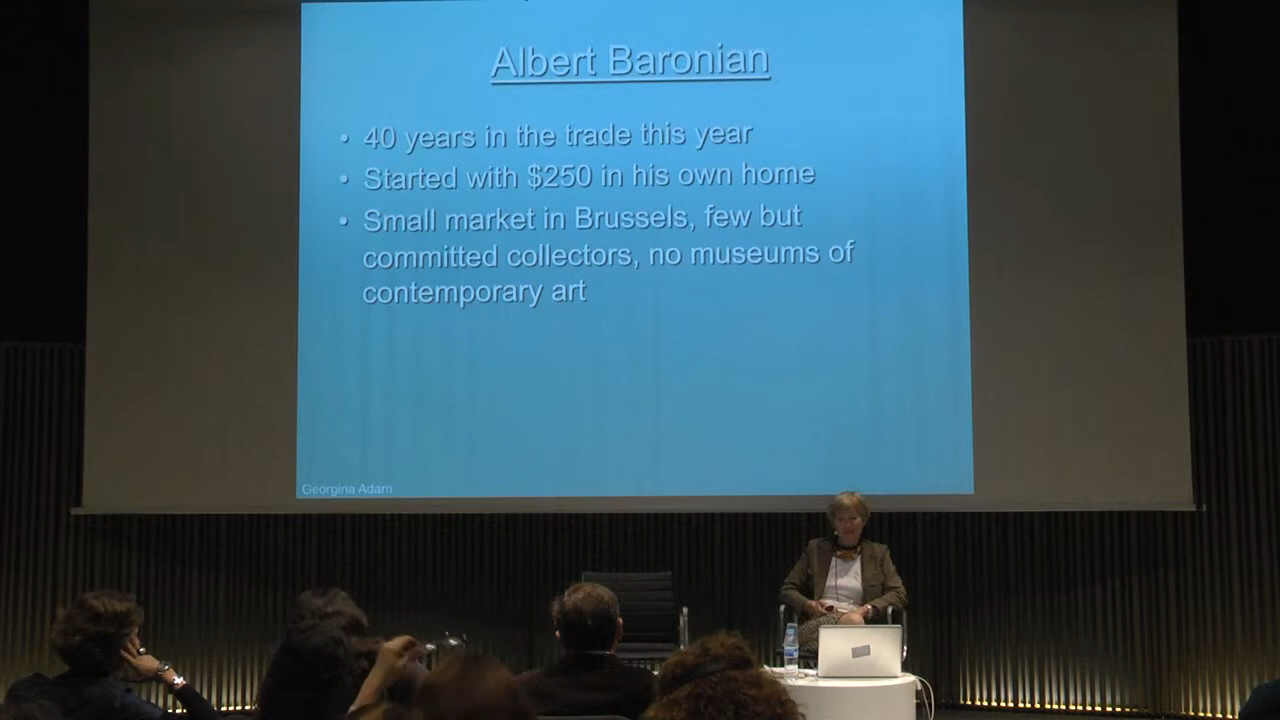 Albert Baronian
• 40 years in the trade this year
• Started with $250 in his own home
• Small market in Brussels, few but
committed collectors, no museums of
contemporary art
Georgina Adam